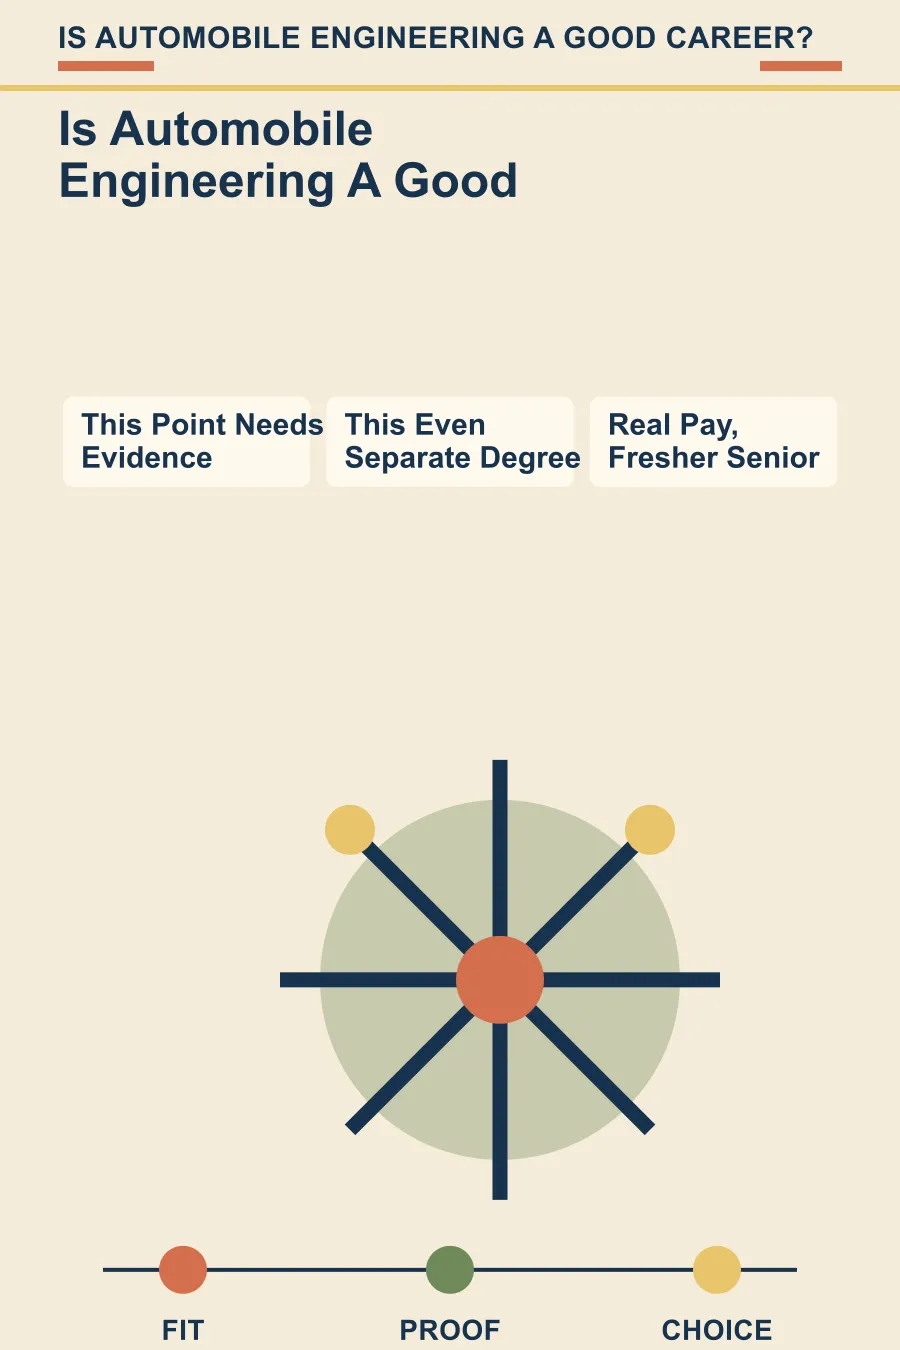 IS AUTOMOBILE ENGINEERING A GOOD CAREER?
Is Automobile
Engineering A Good
This Point Needs
Evidence
This Even
Separate Degree
Real Pay,
Fresher Senior
FIT
PROOF
CHOICE